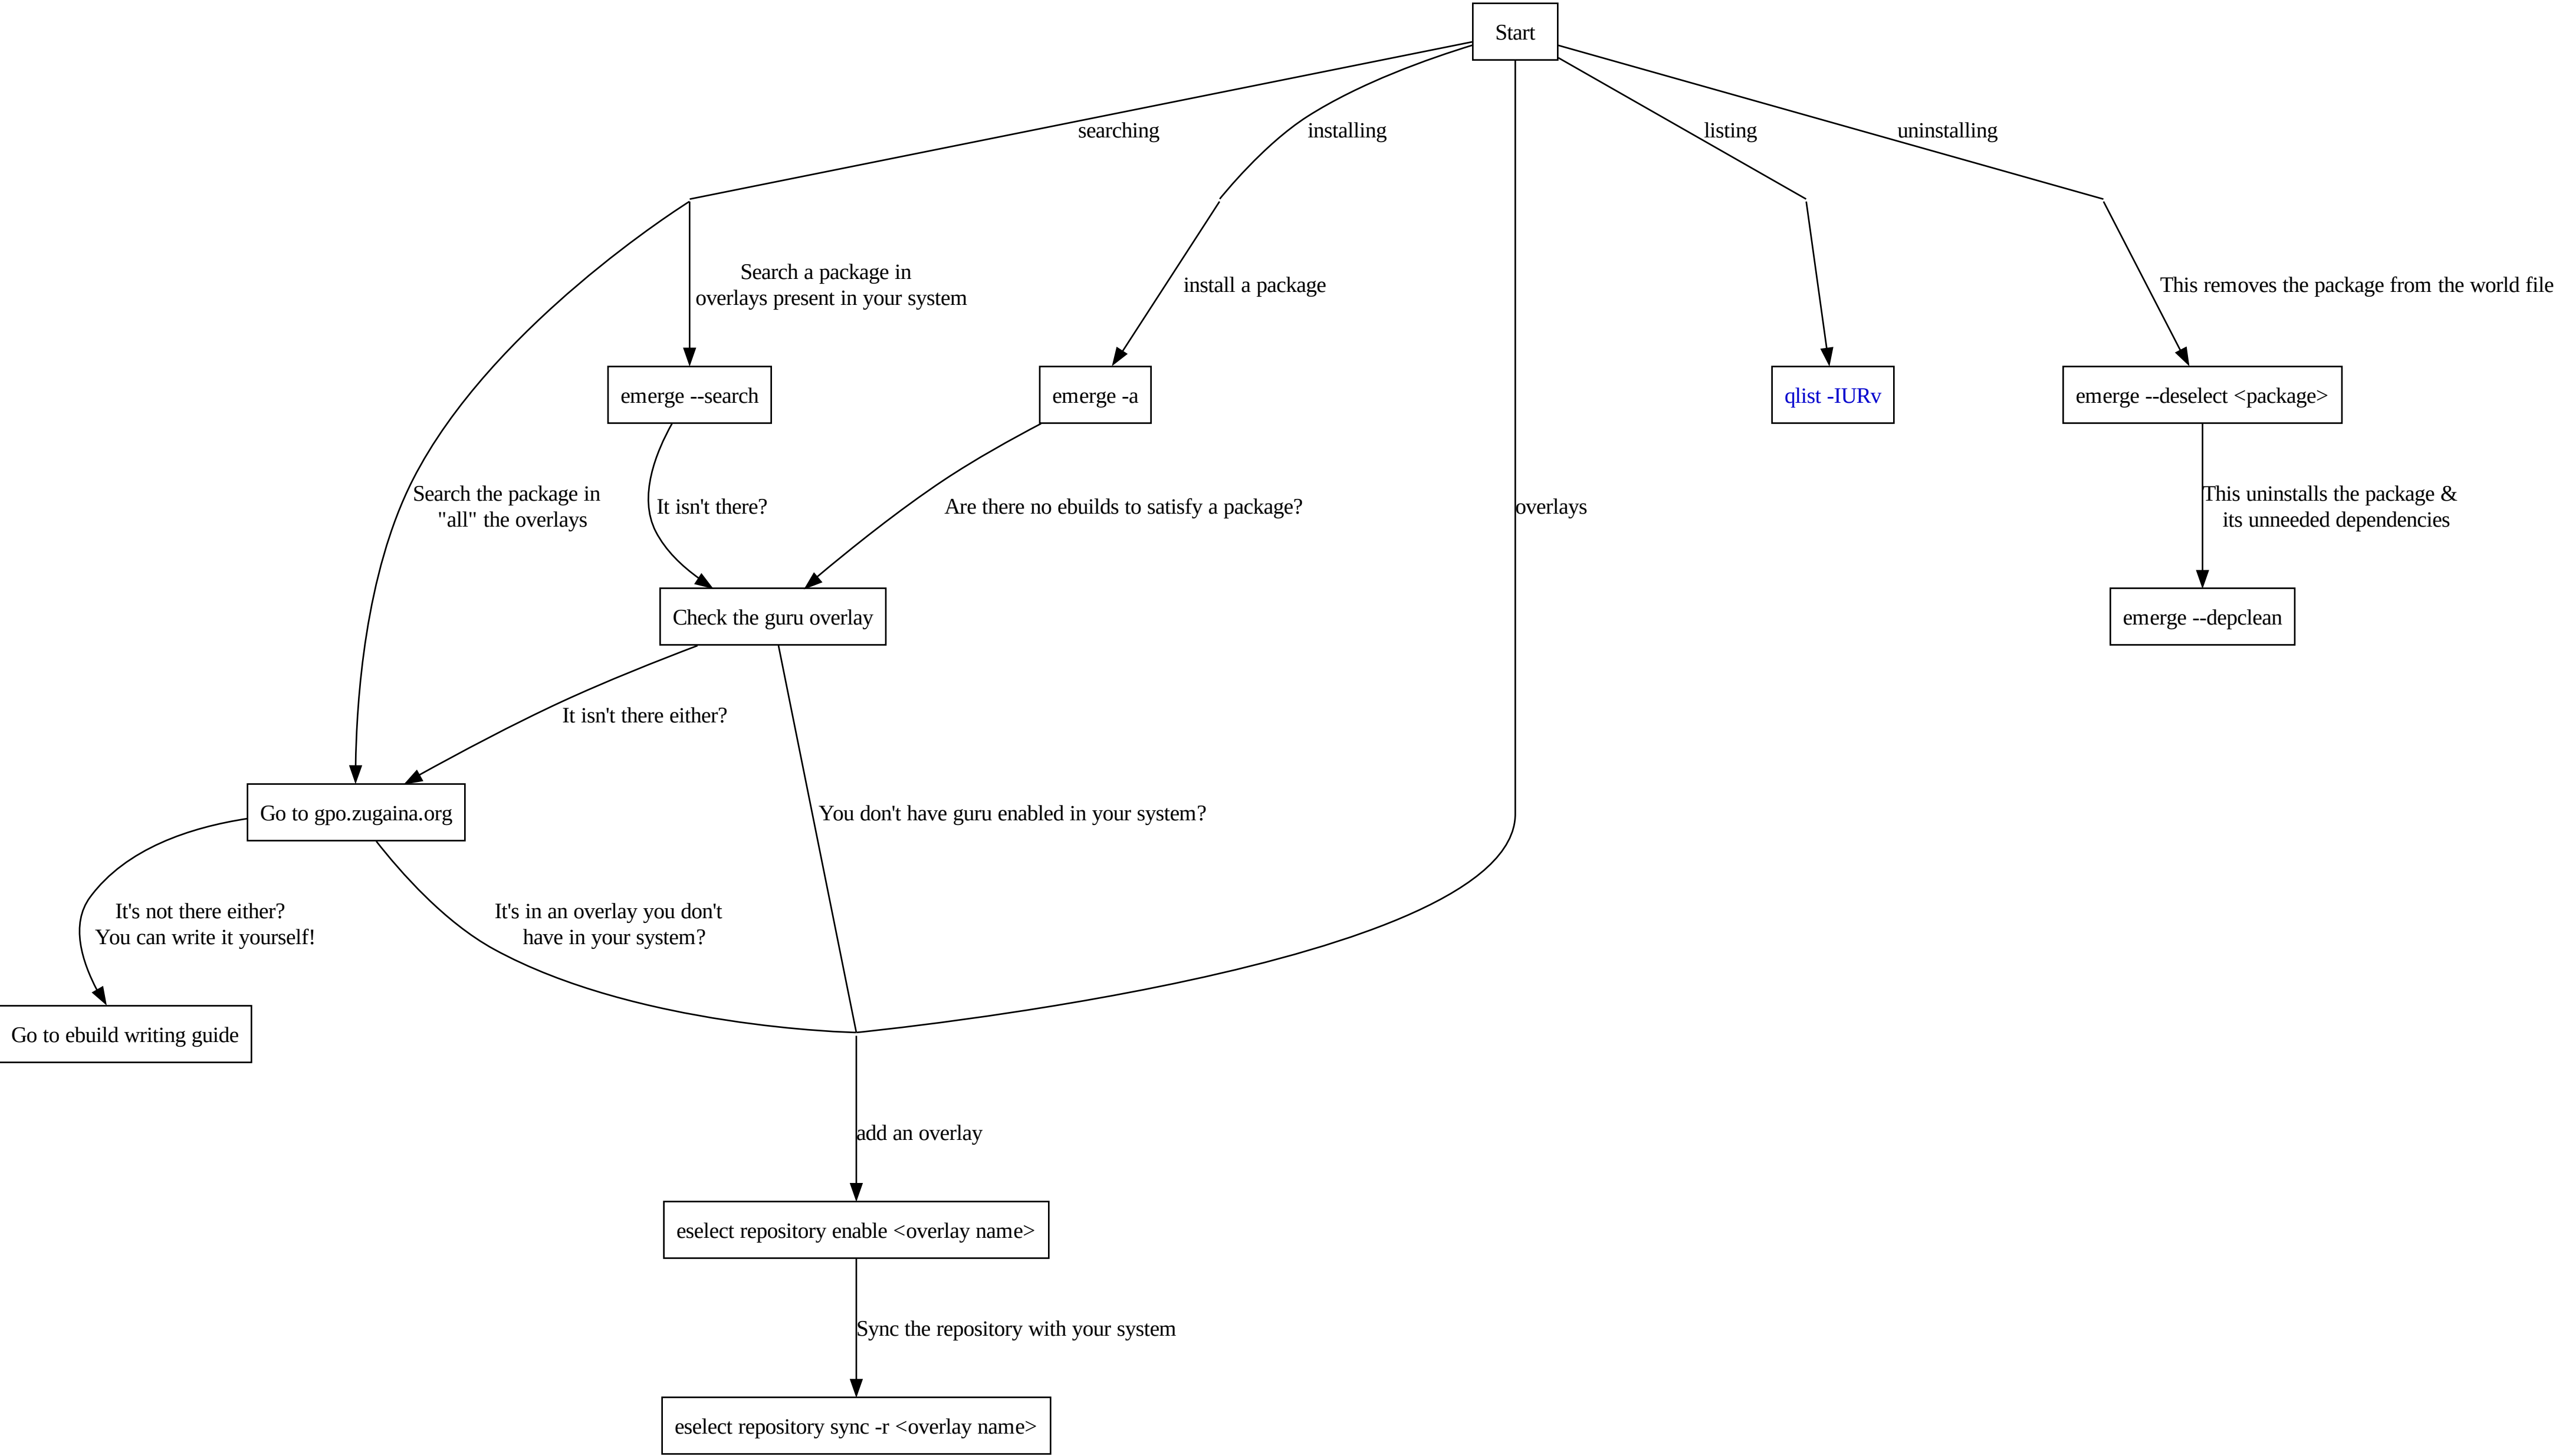 Start
searching
installing
listing
uninstalling
Search a package in
overlays present in your system
install a package
This removes the package from the world file
emerge --search
emerge -a
qlist -IURv
emerge --deselect <package>
Search the package in
"all" the overlays
It isn't there?
Are there no ebuilds to satisfy a package?
overlays
This uninstalls the package &
its unneeded dependencies
Check the guru overlay
emerge --depclean
It isn't there either?
Go to gpo.zugaina.org
You don't have guru enabled in your system?
It's not there either?
You can write it yourself!
It's in an overlay you don't
have in your system?
Go to ebuild writing guide
add an overlay
eselect repository enable <overlay name>
Sync the repository with your system
eselect repository sync -r <overlay name>